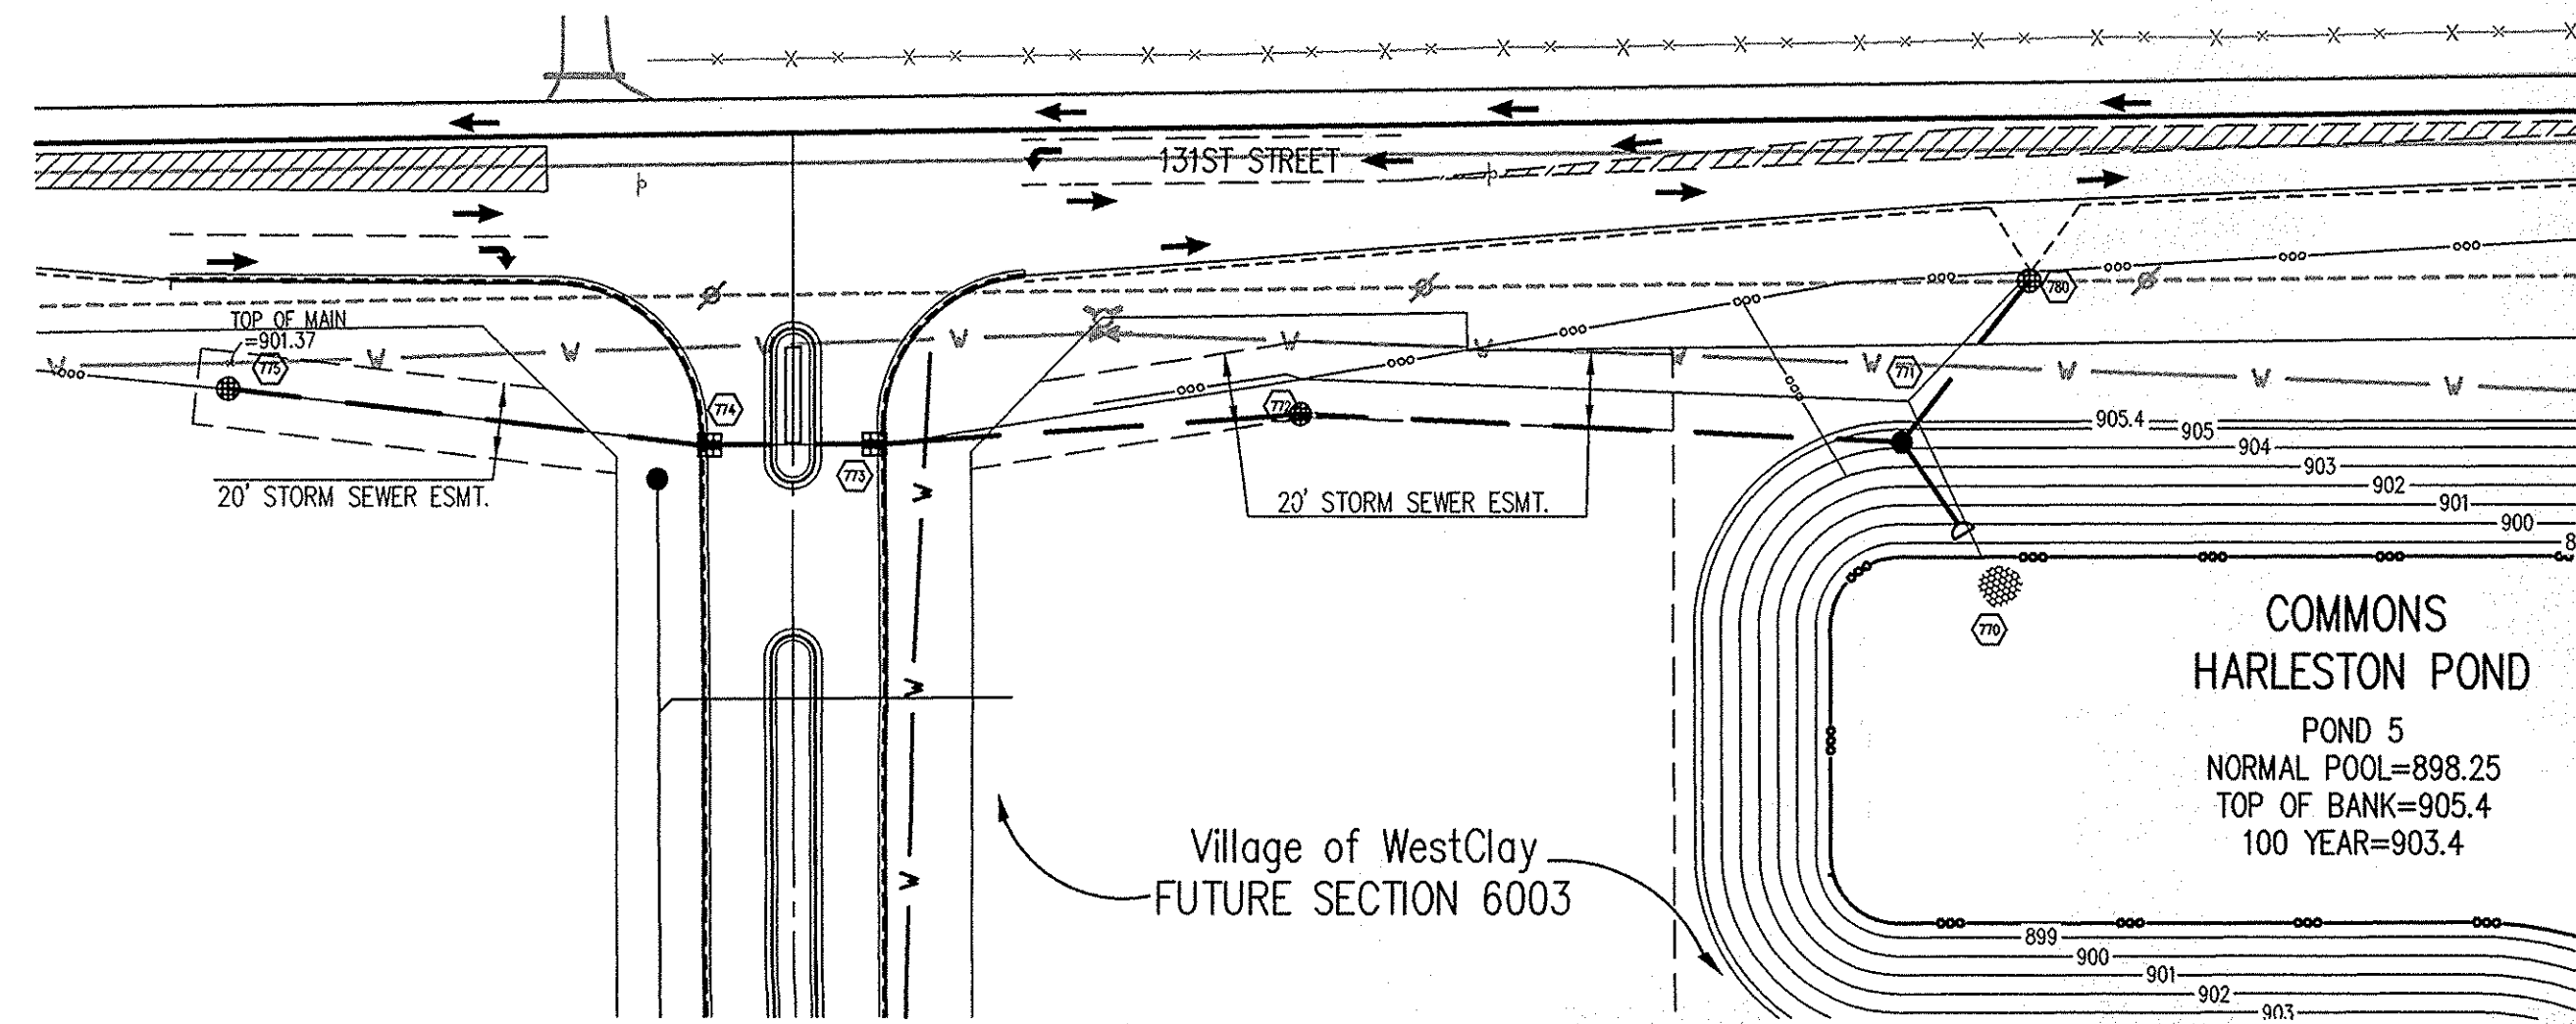 131ST STREET
TOP OF MAIN
=901.37
775
774
773
772
771
780
770
20' STORM SEWER ESMT.
20' STORM SEWER ESMT.
W W W W W W W W W W W W
W
W
W
905.4
905
904
903
902
901
900
8
COMMONS
HARLESTON POND
POND 5
NORMAL POOL=898.25
TOP OF BANK=905.4
100 YEAR=903.4
Village of WestClay
FUTURE SECTION 6003
899
900
901
902
903